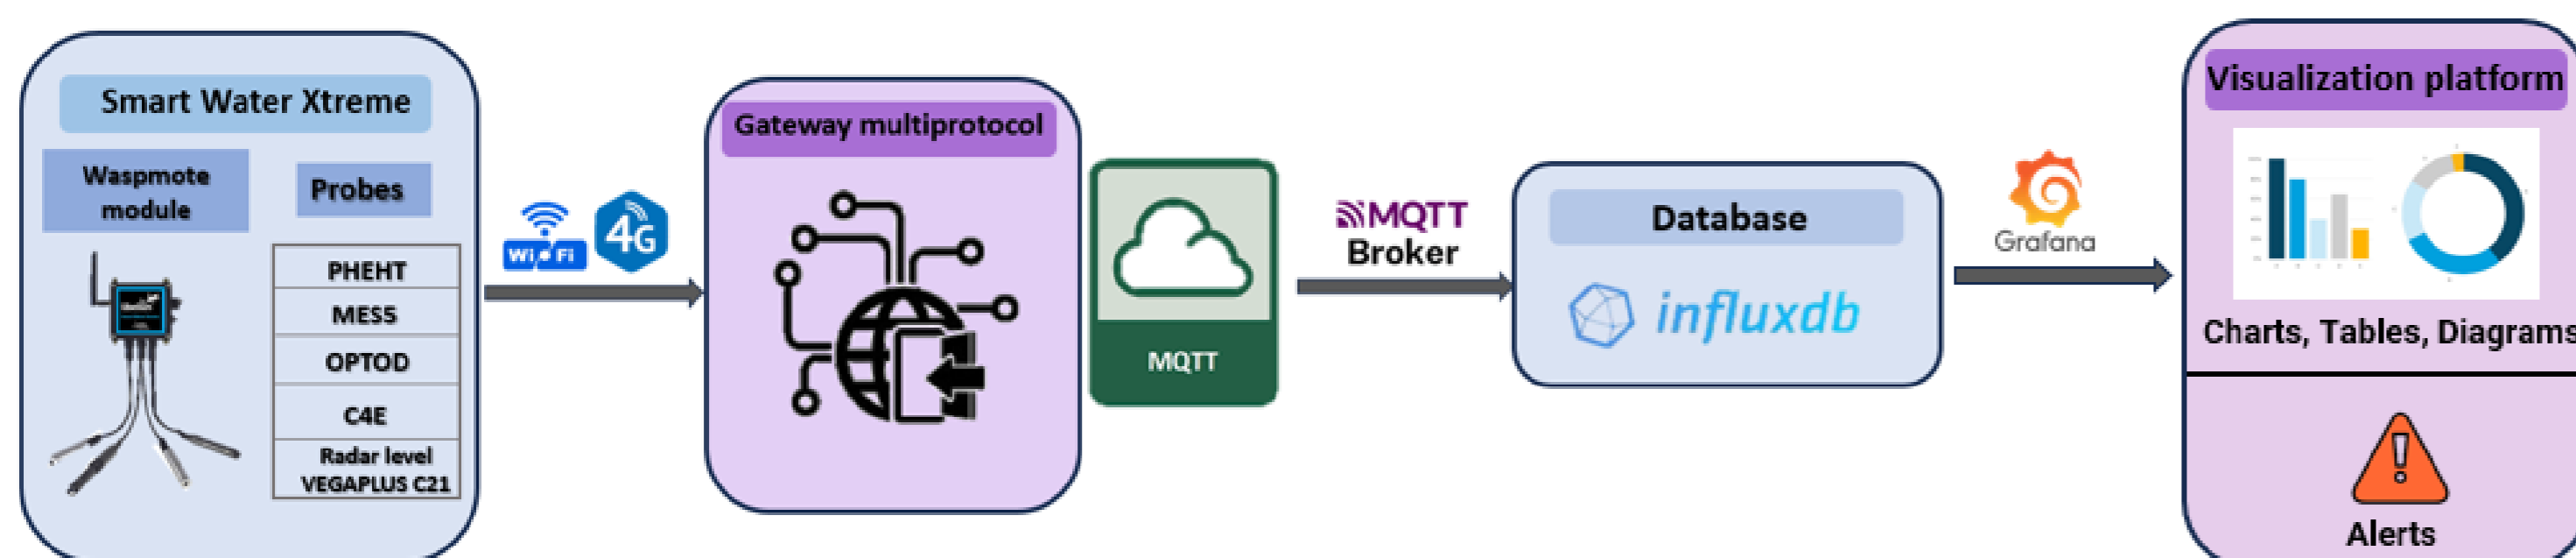 Smart Water Xtreme
Waspmote
module
Probes
PHEHT
MES5
OPTOD
C4E
Radar level
VEGAPLUS C21
Wi Fi
4G
Gateway multiprotocol
MQTT
MQTT
Broker
Database
influxdb
Grafana
Visualization platform
Charts, Tables, Diagrams
Alerts